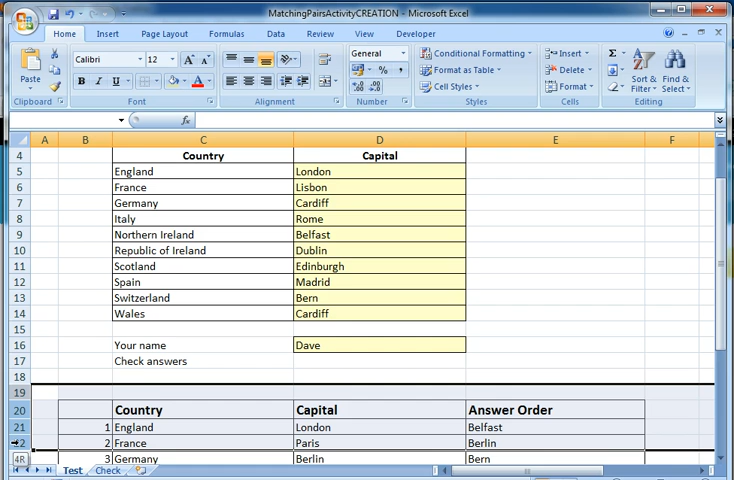 MatchingPairsActivityCREATION - Microsoft Excel
Home Insert Page Layout Formulas Data Review View Developer
Paste Calibri 12 General Conditional Formatting Insert Σ
B I U A A % , Format as Table Delete Sort & Find &
Cell Styles Format Filter Select
Clipboard Font Alignment Number Styles Cells Editing
fx
A B C D E F
4 Country Capital
5 England London
6 France Lisbon
7 Germany Cardiff
8 Italy Rome
9 Northern Ireland Belfast
10 Republic of Ireland Dublin
11 Scotland Edinburgh
12 Spain Madrid
13 Switzerland Bern
14 Wales Cardiff
15
16 Your name Dave
17 Check answers
18
19
20 Country Capital Answer Order
21 1 England London Belfast
2 France Paris Berlin
4R 3 Germany Berlin Bern
Test Check